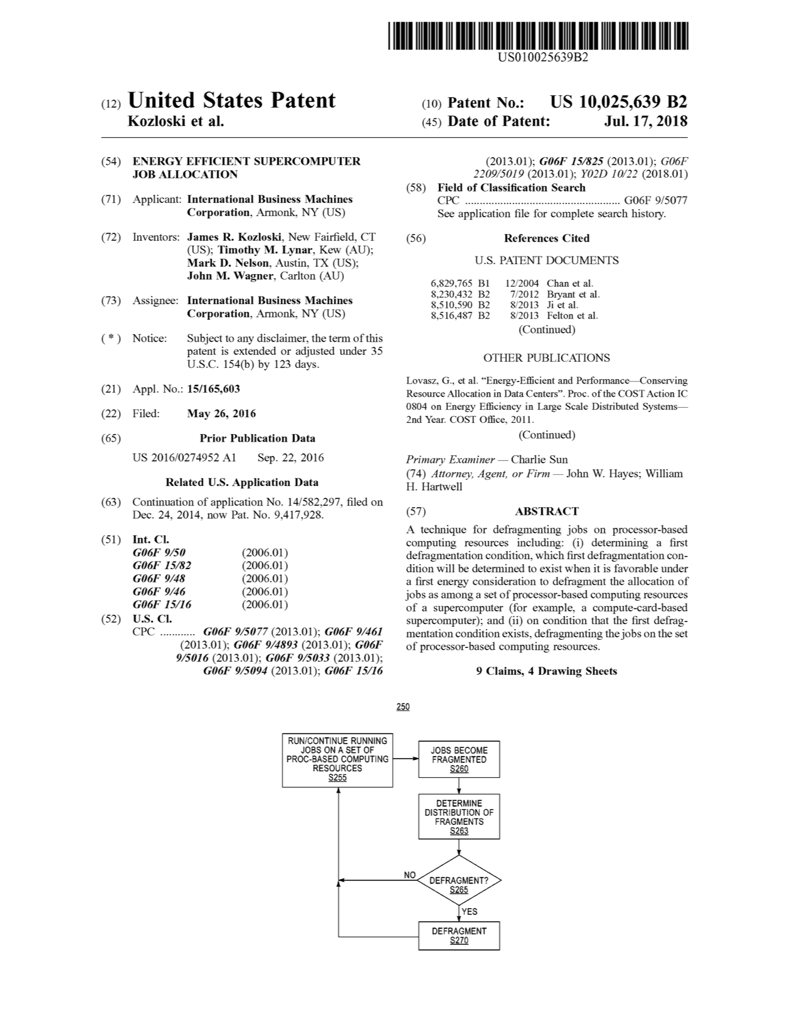 US010025639B2
(12) United States Patent
Kozloski et al.
(10) Patent No.: US 10,025,639 B2
(45) Date of Patent: Jul. 17, 2018
(54) ENERGY EFFICIENT SUPERCOMPUTER
JOB ALLOCATION
(71) Applicant: International Business Machines
Corporation, Armonk, NY (US)
(72) Inventors: James R. Kozloski, New Fairfield, CT
(US); Timothy M. Lynar, Kew (AU);
Mark D. Nelson, Austin, TX (US);
John M. Wagner, Carlton (AU)
(73) Assignee: International Business Machines
Corporation, Armonk, NY (US)
( * ) Notice: Subject to any disclaimer, the term of this
patent is extended or adjusted under 35
U.S.C. 154(b) by 123 days.
(21) Appl. No.: 15/165,603
(22) Filed: May 26, 2016
(65) Prior Publication Data
US 2016/0274952 A1 Sep. 22, 2016
Related U.S. Application Data
(63) Continuation of application No. 14/582,297, filed on
Dec. 24, 2014, now Pat. No. 9,417,928.
(51) Int. Cl.
G06F 9/50 (2006.01)
G06F 15/82 (2006.01)
G06F 9/48 (2006.01)
G06F 9/46 (2006.01)
G06F 15/16 (2006.01)
(52) U.S. Cl.
CPC ............ G06F 9/5077 (2013.01); G06F 9/461
(2013.01); G06F 9/4893 (2013.01); G06F
9/5016 (2013.01); G06F 9/5033 (2013.01);
G06F 9/5094 (2013.01); G06F 15/16
(2013.01); G06F 15/825 (2013.01); G06F
2209/5019 (2013.01); Y02D 10/22 (2018.01)
(58) Field of Classification Search
CPC ..................................................... G06F 9/5077
See application file for complete search history.
(56) References Cited
U.S. PATENT DOCUMENTS
6,829,765 B1 12/2004 Chan et al.
8,230,432 B2 7/2012 Bryant et al.
8,510,590 B2 8/2013 Ji et al.
8,516,487 B2 8/2013 Felton et al.
(Continued)
OTHER PUBLICATIONS
Lovasz, G., et al. “Energy-Efficient and Performance—Conserving
Resource Allocation in Data Centers”. Proc. of the COST Action IC
0804 on Energy Efficiency in Large Scale Distributed Systems—
2nd Year. COST Office, 2011.
(Continued)
Primary Examiner — Charlie Sun
(74) Attorney, Agent, or Firm — John W. Hayes; William
H. Hartwell
(57) ABSTRACT
A technique for defragmenting jobs on processor-based
computing resources including: (i) determining a first
defragmentation condition, which first defragmentation con-
dition will be determined to exist when it is favorable under
a first energy consideration to defragment the allocation of
jobs as among a set of processor-based computing resources
of a supercomputer (for example, a compute-card-based
supercomputer); and (ii) on condition that the first defrag-
mentation condition exists, defragmenting the jobs on the set
of processor-based computing resources.
9 Claims, 4 Drawing Sheets
250
RUN/CONTINUE RUNNING
JOBS ON A SET OF
PROC-BASED COMPUTING
RESOURCES
S255
JOBS BECOME
FRAGMENTED
S260
DETERMINE
DISTRIBUTION OF
FRAGMENTS
S263
NO
DEFRAGMENT?
S265
YES
DEFRAGMENT
S270